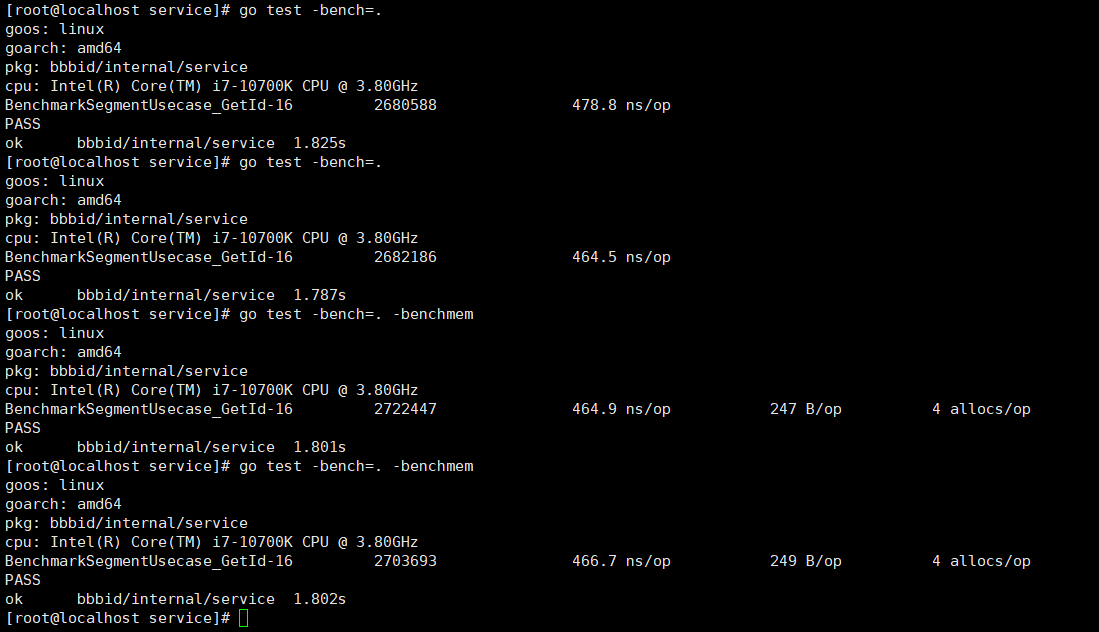 [root@localhost service]# go test -bench=.
goos: linux
goarch: amd64
pkg: bbbid/internal/service
cpu: Intel(R) Core(TM) i7-10700K CPU @ 3.80GHz
BenchmarkSegmentUsecase_GetId-16         2680588               478.8 ns/op
PASS
ok      bbbid/internal/service  1.825s
[root@localhost service]# go test -bench=.
goos: linux
goarch: amd64
pkg: bbbid/internal/service
cpu: Intel(R) Core(TM) i7-10700K CPU @ 3.80GHz
BenchmarkSegmentUsecase_GetId-16         2682186               464.5 ns/op
PASS
ok      bbbid/internal/service  1.787s
[root@localhost service]# go test -bench=. -benchmem
goos: linux
goarch: amd64
pkg: bbbid/internal/service
cpu: Intel(R) Core(TM) i7-10700K CPU @ 3.80GHz
BenchmarkSegmentUsecase_GetId-16         2722447               464.9 ns/op           247 B/op          4 allocs/op
PASS
ok      bbbid/internal/service  1.801s
[root@localhost service]# go test -bench=. -benchmem
goos: linux
goarch: amd64
pkg: bbbid/internal/service
cpu: Intel(R) Core(TM) i7-10700K CPU @ 3.80GHz
BenchmarkSegmentUsecase_GetId-16         2703693               466.7 ns/op           249 B/op          4 allocs/op
PASS
ok      bbbid/internal/service  1.802s
[root@localhost service]#